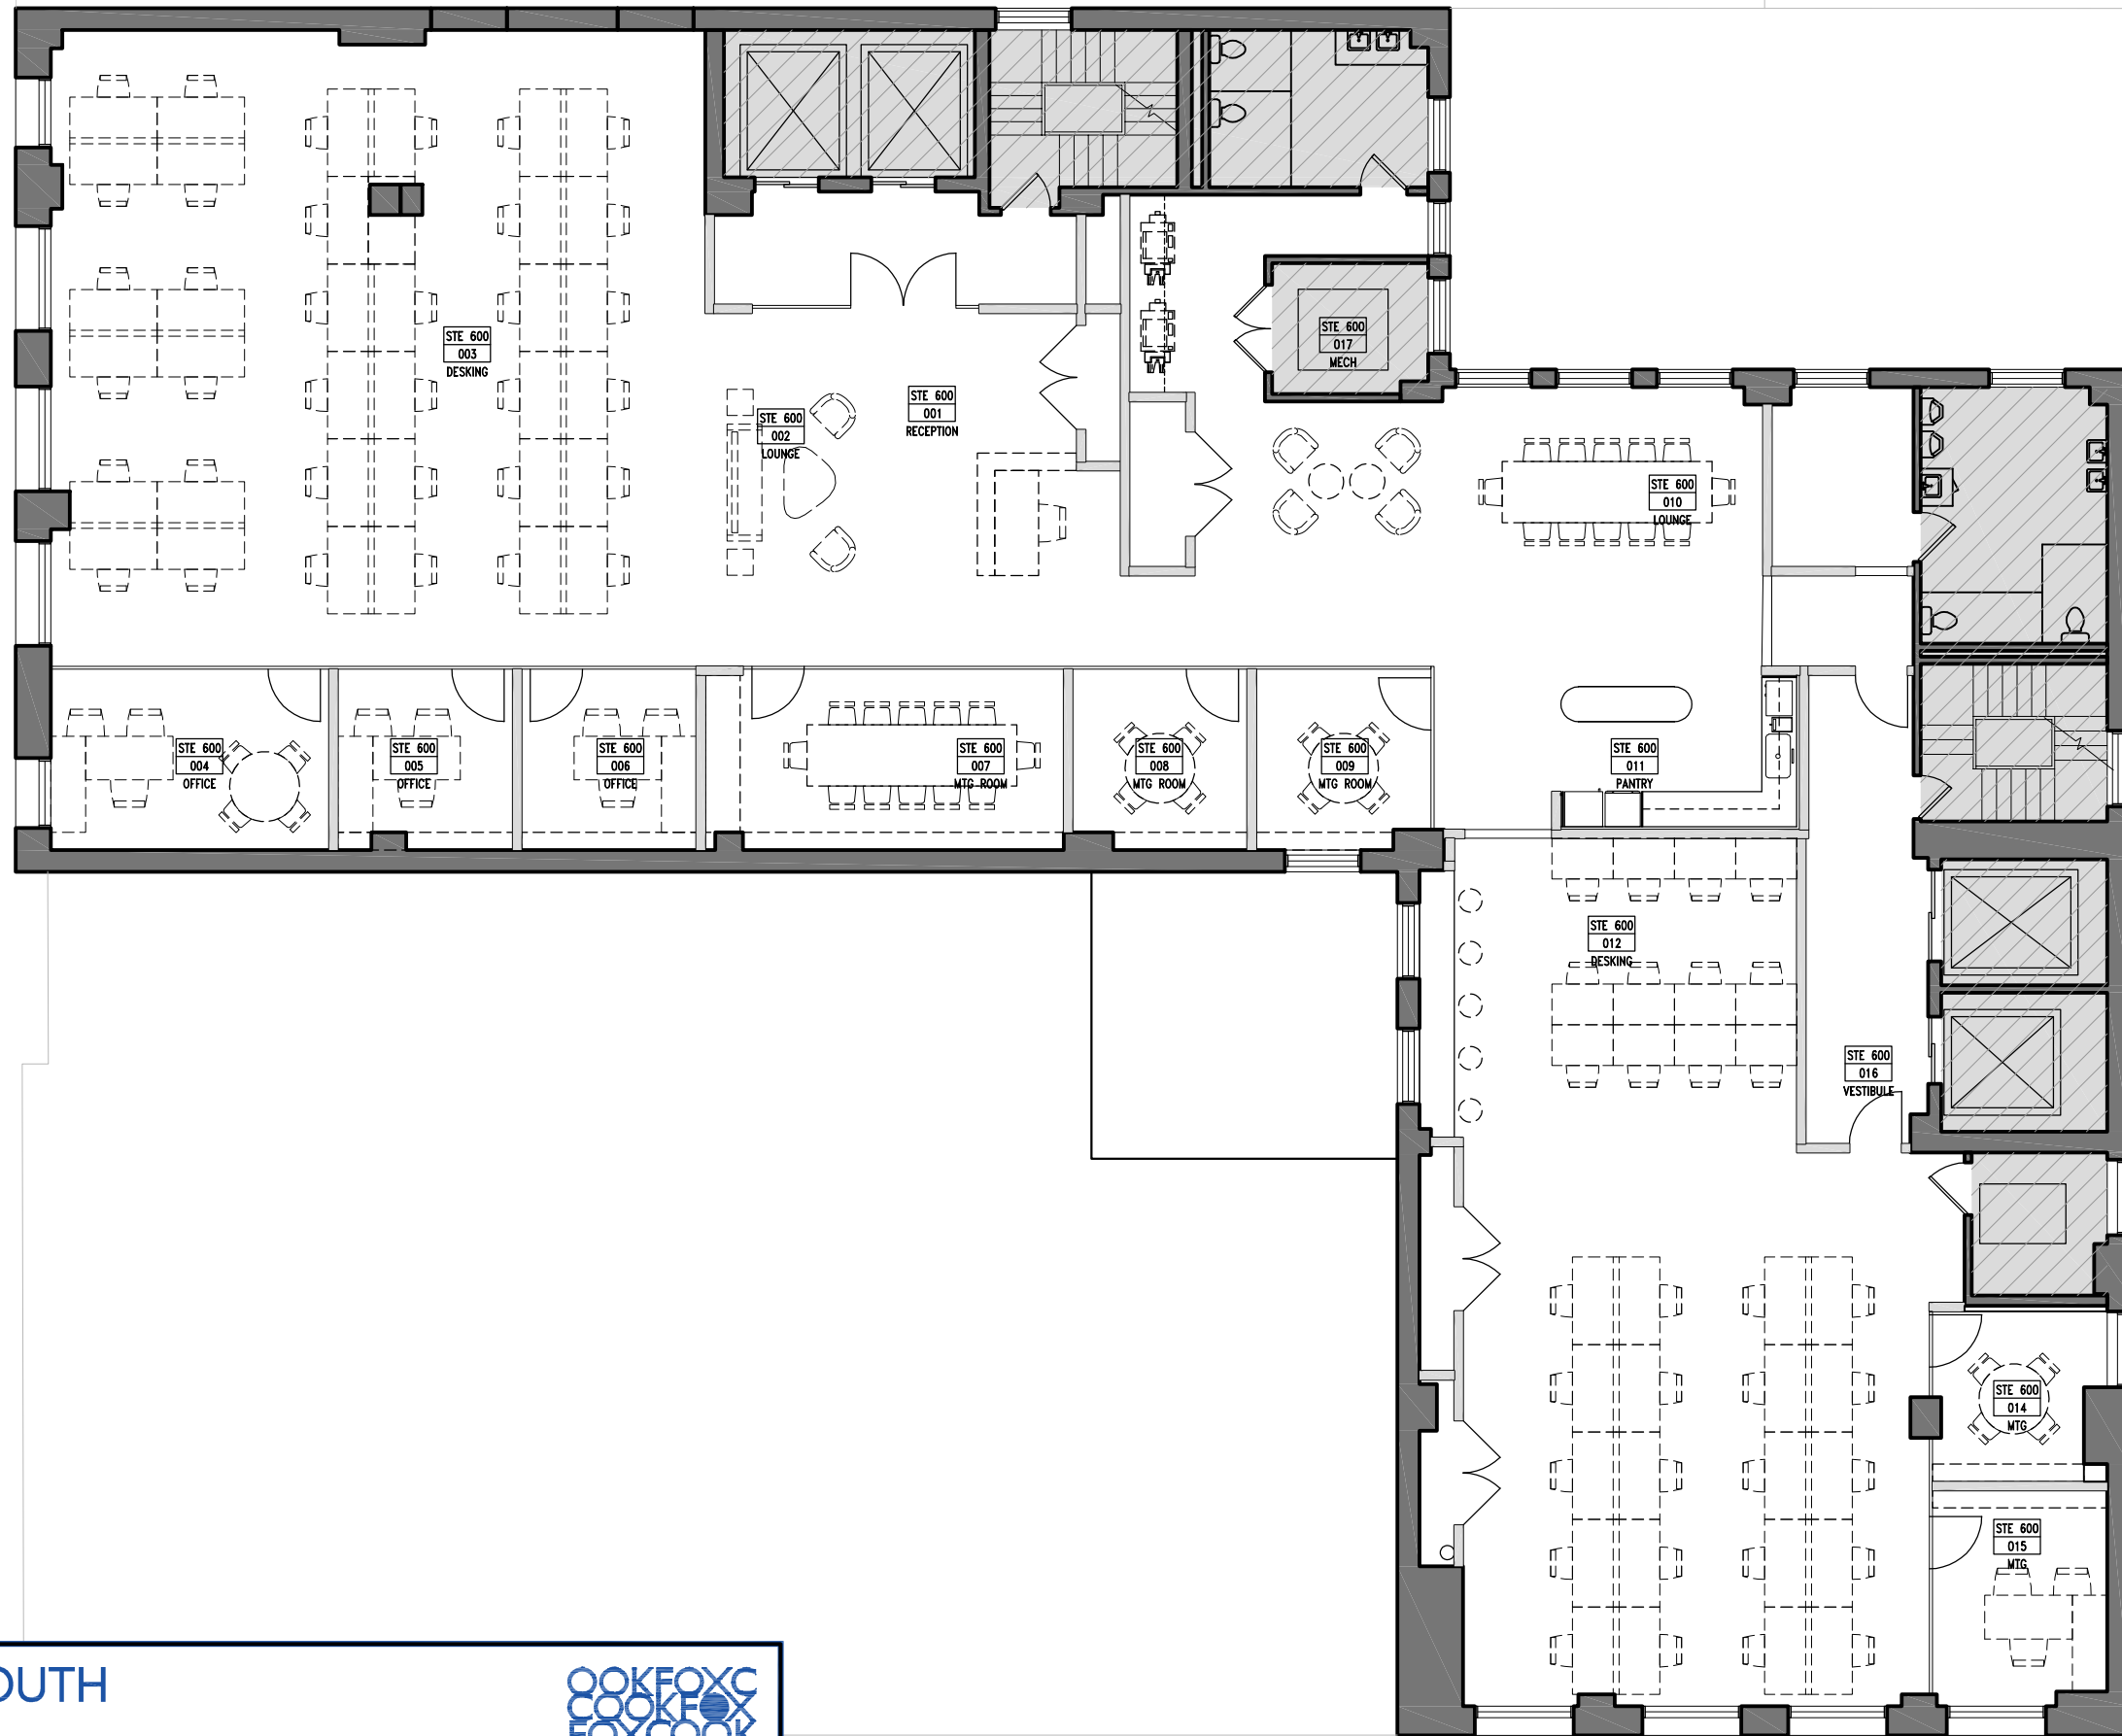 STE 600
017
MECH
STE 600
003
DESKING
STE 600
001
RECEPTION
STE 600
002
LOUNGE
STE 600
010
LOUNGE
STE 600
004
OFFICE
STE 600
005
OFFICE
STE 600
006
OFFICE
STE 600
007
MTG ROOM
STE 600
008
MTG ROOM
STE 600
009
MTG ROOM
STE 600
011
PANTRY
STE 600
012
DESKING
STE 600
016
VESTIBULE
STE 600
014
MTG
STE 600
015
MTG
OUTH
OOKFOXC
COOKFOX
FOXCOOK